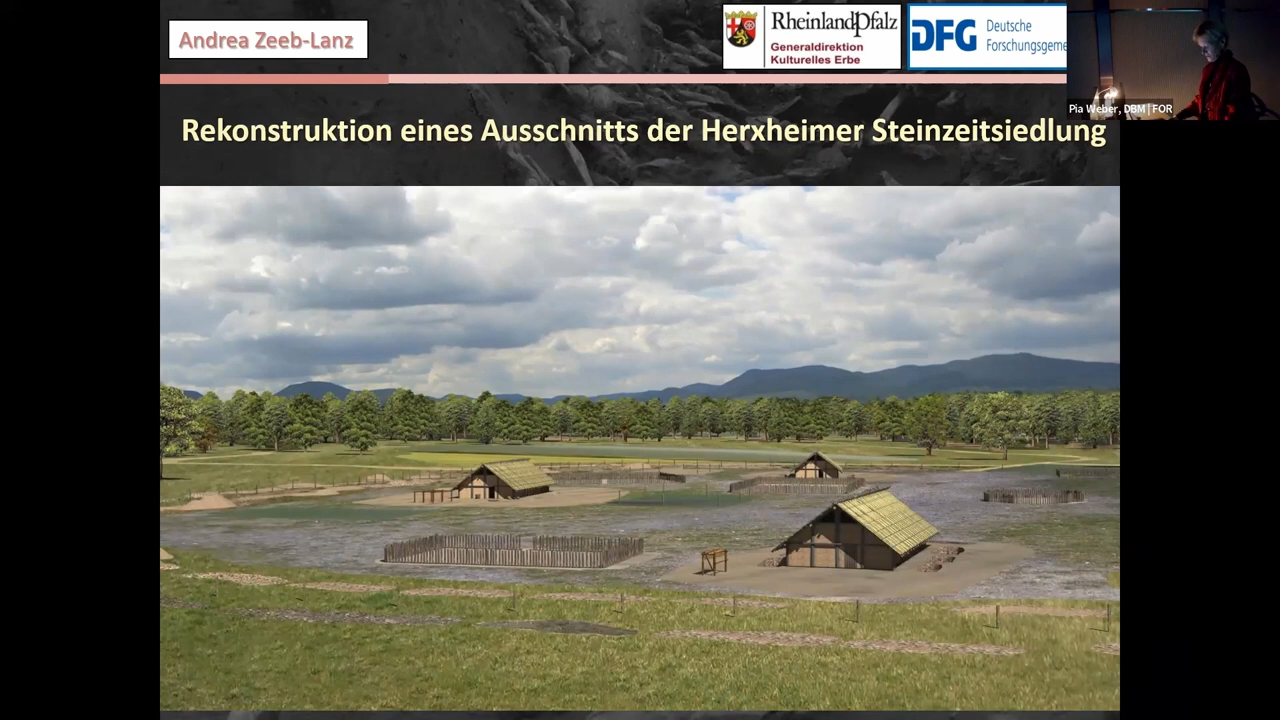 Andrea Zeeb-Lanz
RheinlandPfalz
Generaldirektion
Kulturelles Erbe
DFG
Deutsche
Forschungsgeme
Pia Weber, DBM | FOR
Rekonstruktion eines Ausschnitts der Herxheimer Steinzeitsiedlung